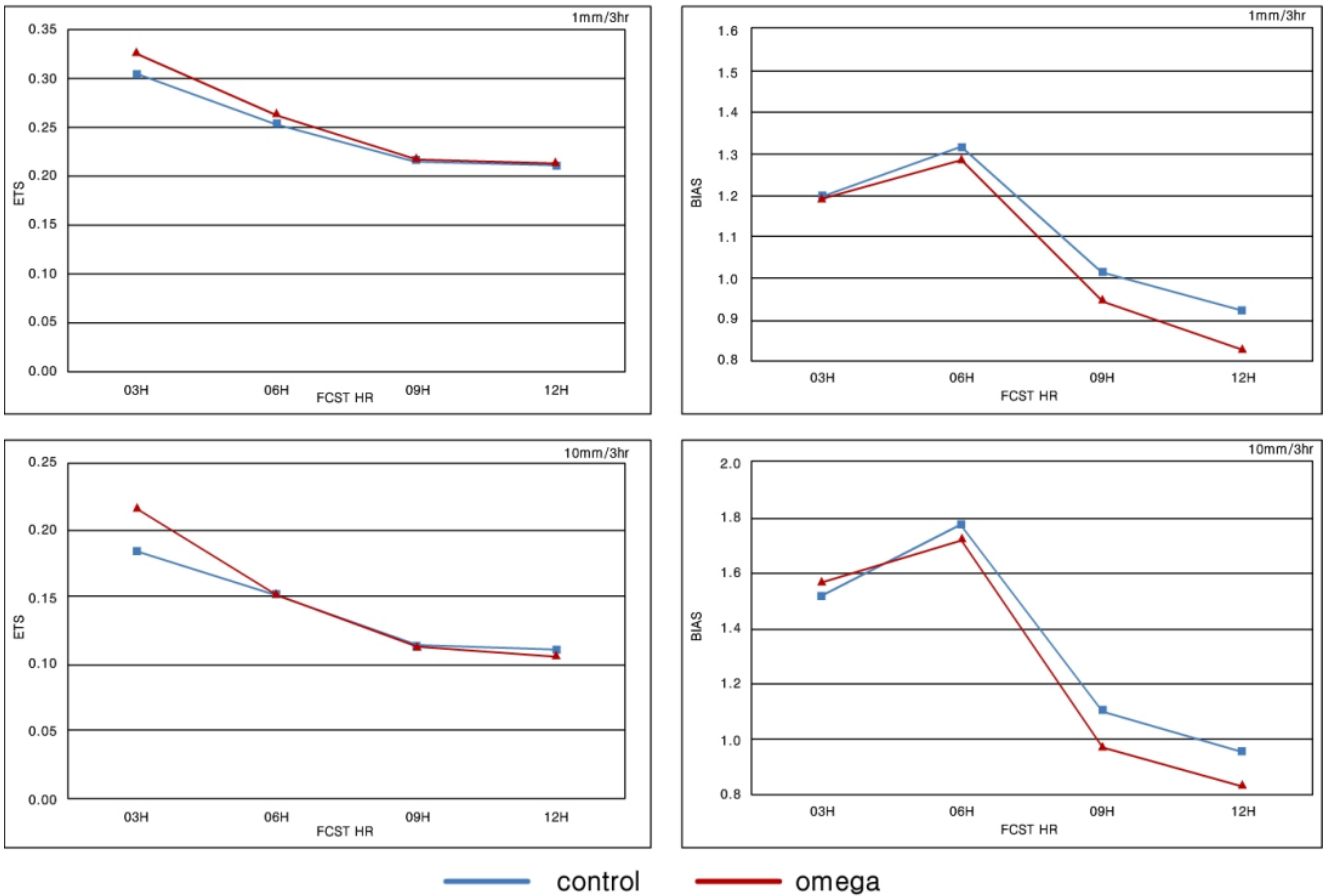 1mm/3hr
0.35
0.30
0.25
0.20
0.15
0.10
0.05
0.00
ETS
03H 06H 09H 12H
FCST HR
1mm/3hr
1.6
1.5
1.4
1.3
1.2
1.1
1.0
0.9
0.8
BIAS
03H 06H 09H 12H
FCST HR
10mm/3hr
0.25
0.20
0.15
0.10
0.05
0.00
ETS
03H 06H 09H 12H
FCST HR
10mm/3hr
2.0
1.8
1.6
1.4
1.2
1.0
0.8
BIAS
03H 06H 09H 12H
FCST HR
control omega